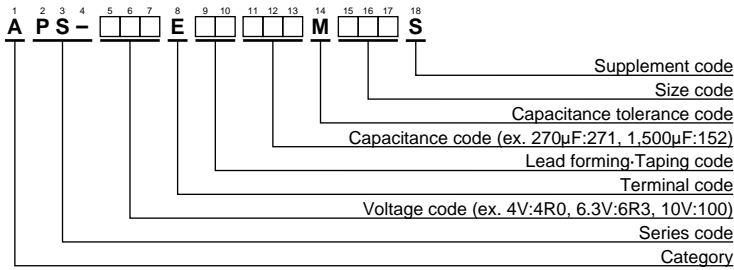 1 2 3 4 5 6 7 8 9 10 11 12 13 14 15 16 17 18
A P S – □□□ E □□ □□□ M □□□ S
Supplement code
Size code
Capacitance tolerance code
Capacitance code (ex. 270µF:271, 1,500µF:152)
Lead forming·Taping code
Terminal code
Voltage code (ex. 4V:4R0, 6.3V:6R3, 10V:100)
Series code
Category